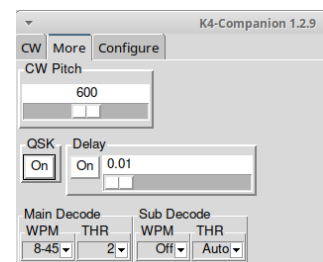 K4-Companion 1.2.9
CW More Configure
CW Pitch
600
QSK Delay
On On 0.01
Main Decode Sub Decode
WPM THR WPM THR
8-45 2 Off Auto